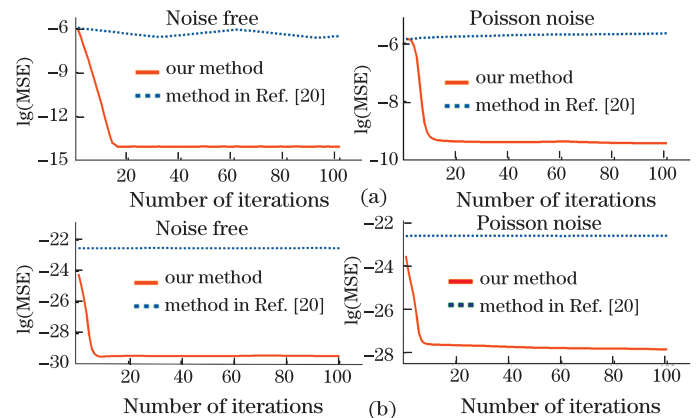 Noise free
lg(MSE)
−6
−9
−12
−15
our method
method in Ref. [20]
20 40 60 80 100
Number of iterations
Poisson noise
lg(MSE)
−6
−8
−10
our method
method in Ref. [20]
0 20 40 60 80 100
Number of iterations
(a)
Noise free
lg(MSE)
−22
−24
−26
−28
−30
our method
method in Ref. [20]
20 40 60 80 100
Number of iterations
Poisson noise
lg(MSE)
−22
−24
−26
−28
our method
method in Ref. [20]
0 20 40 60 80 100
Number of iterations
(b)